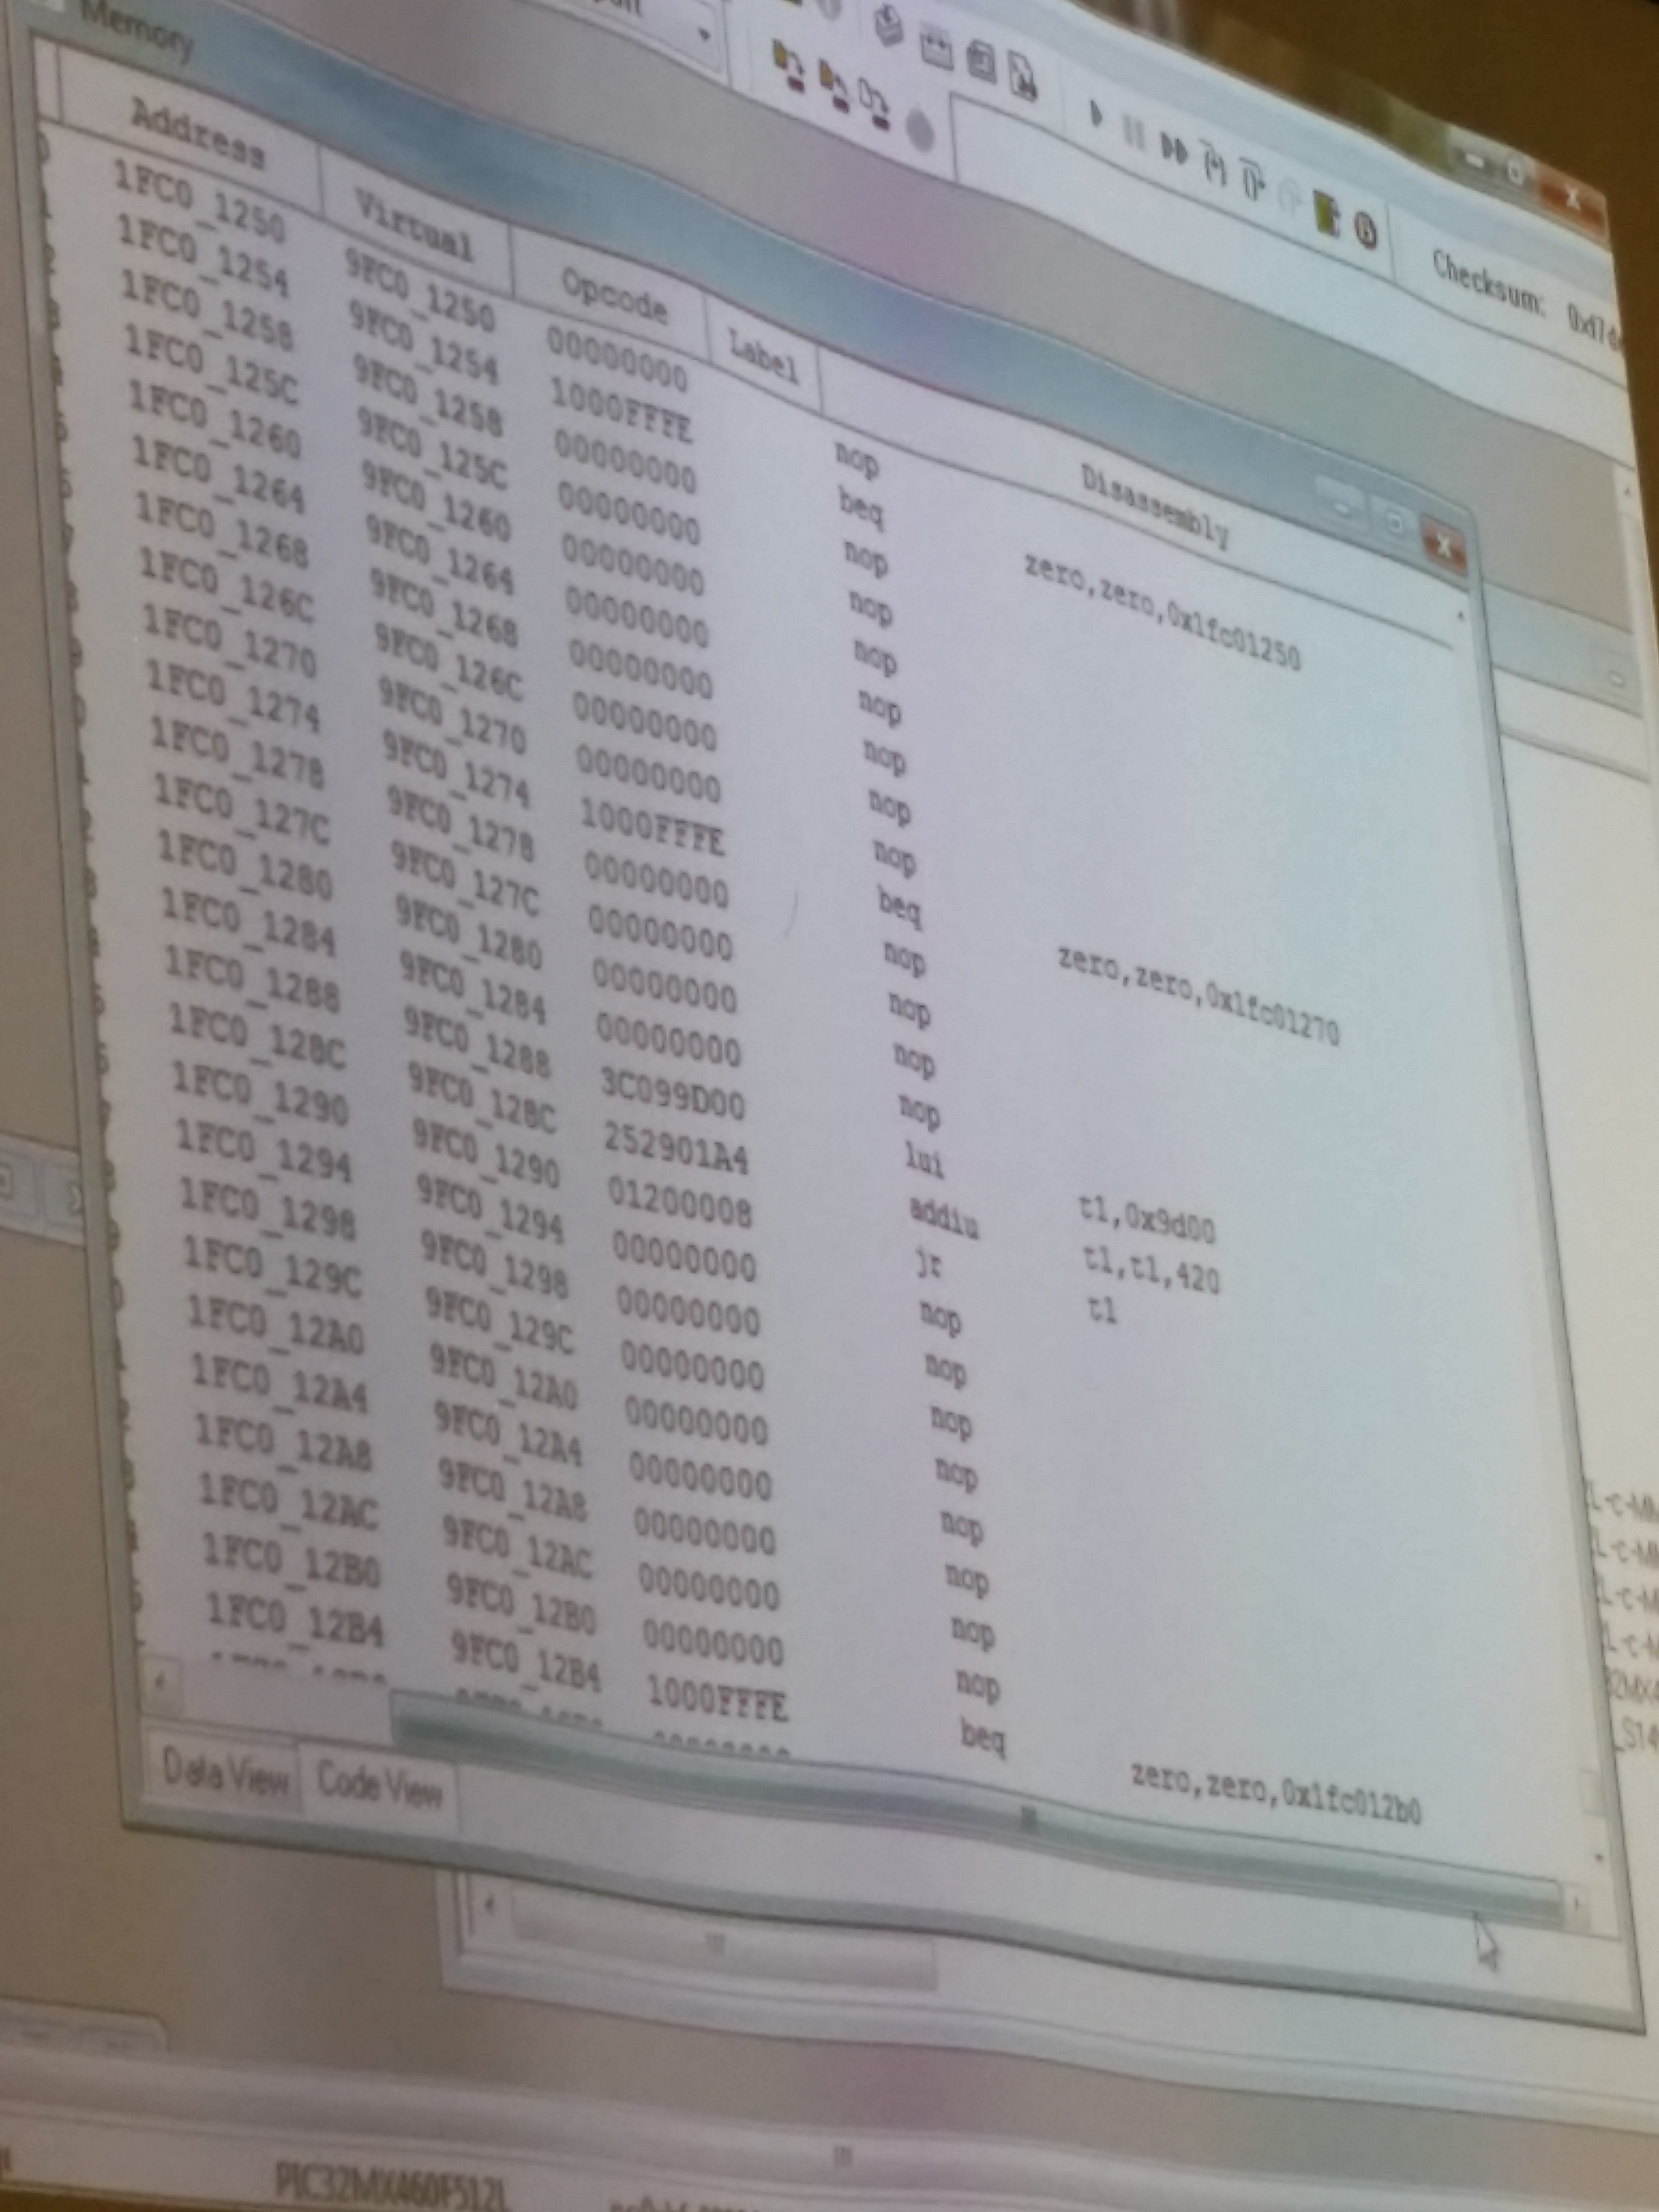 Memory
Checksum: 0xd7d
Address Virtual Opcode Label Disassembly
1FC0_1250 9FC0_1250 00000000 nop
1FC0_1254 9FC0_1254 1000FFFE beq zero,zero,0x1fc01250
1FC0_1258 9FC0_1258 00000000 nop
1FC0_125C 9FC0_125C 00000000 nop
1FC0_1260 9FC0_1260 00000000 nop
1FC0_1264 9FC0_1264 00000000 nop
1FC0_1268 9FC0_1268 00000000 nop
1FC0_126C 9FC0_126C 00000000 nop
1FC0_1270 9FC0_1270 00000000 nop
1FC0_1274 9FC0_1274 1000FFFE beq zero,zero,0x1fc01270
1FC0_1278 9FC0_1278 00000000 nop
1FC0_127C 9FC0_127C 00000000 nop
1FC0_1280 9FC0_1280 00000000 nop
1FC0_1284 9FC0_1284 00000000 nop
1FC0_1288 9FC0_1288 3C099D00 lui t1,0x9d00
1FC0_128C 9FC0_128C 252901A4 addiu t1,t1,420
1FC0_1290 9FC0_1290 01200008 jr t1
1FC0_1294 9FC0_1294 00000000 nop
1FC0_1298 9FC0_1298 00000000 nop
1FC0_129C 9FC0_129C 00000000 nop
1FC0_12A0 9FC0_12A0 00000000 nop
1FC0_12A4 9FC0_12A4 00000000 nop
1FC0_12A8 9FC0_12A8 00000000 nop
1FC0_12AC 9FC0_12AC 00000000 nop
1FC0_12B0 9FC0_12B0 00000000 nop
1FC0_12B4 9FC0_12B4 1000FFFE beq zero,zero,0x1fc012b0
Data View Code View
PIC32MX460F512L